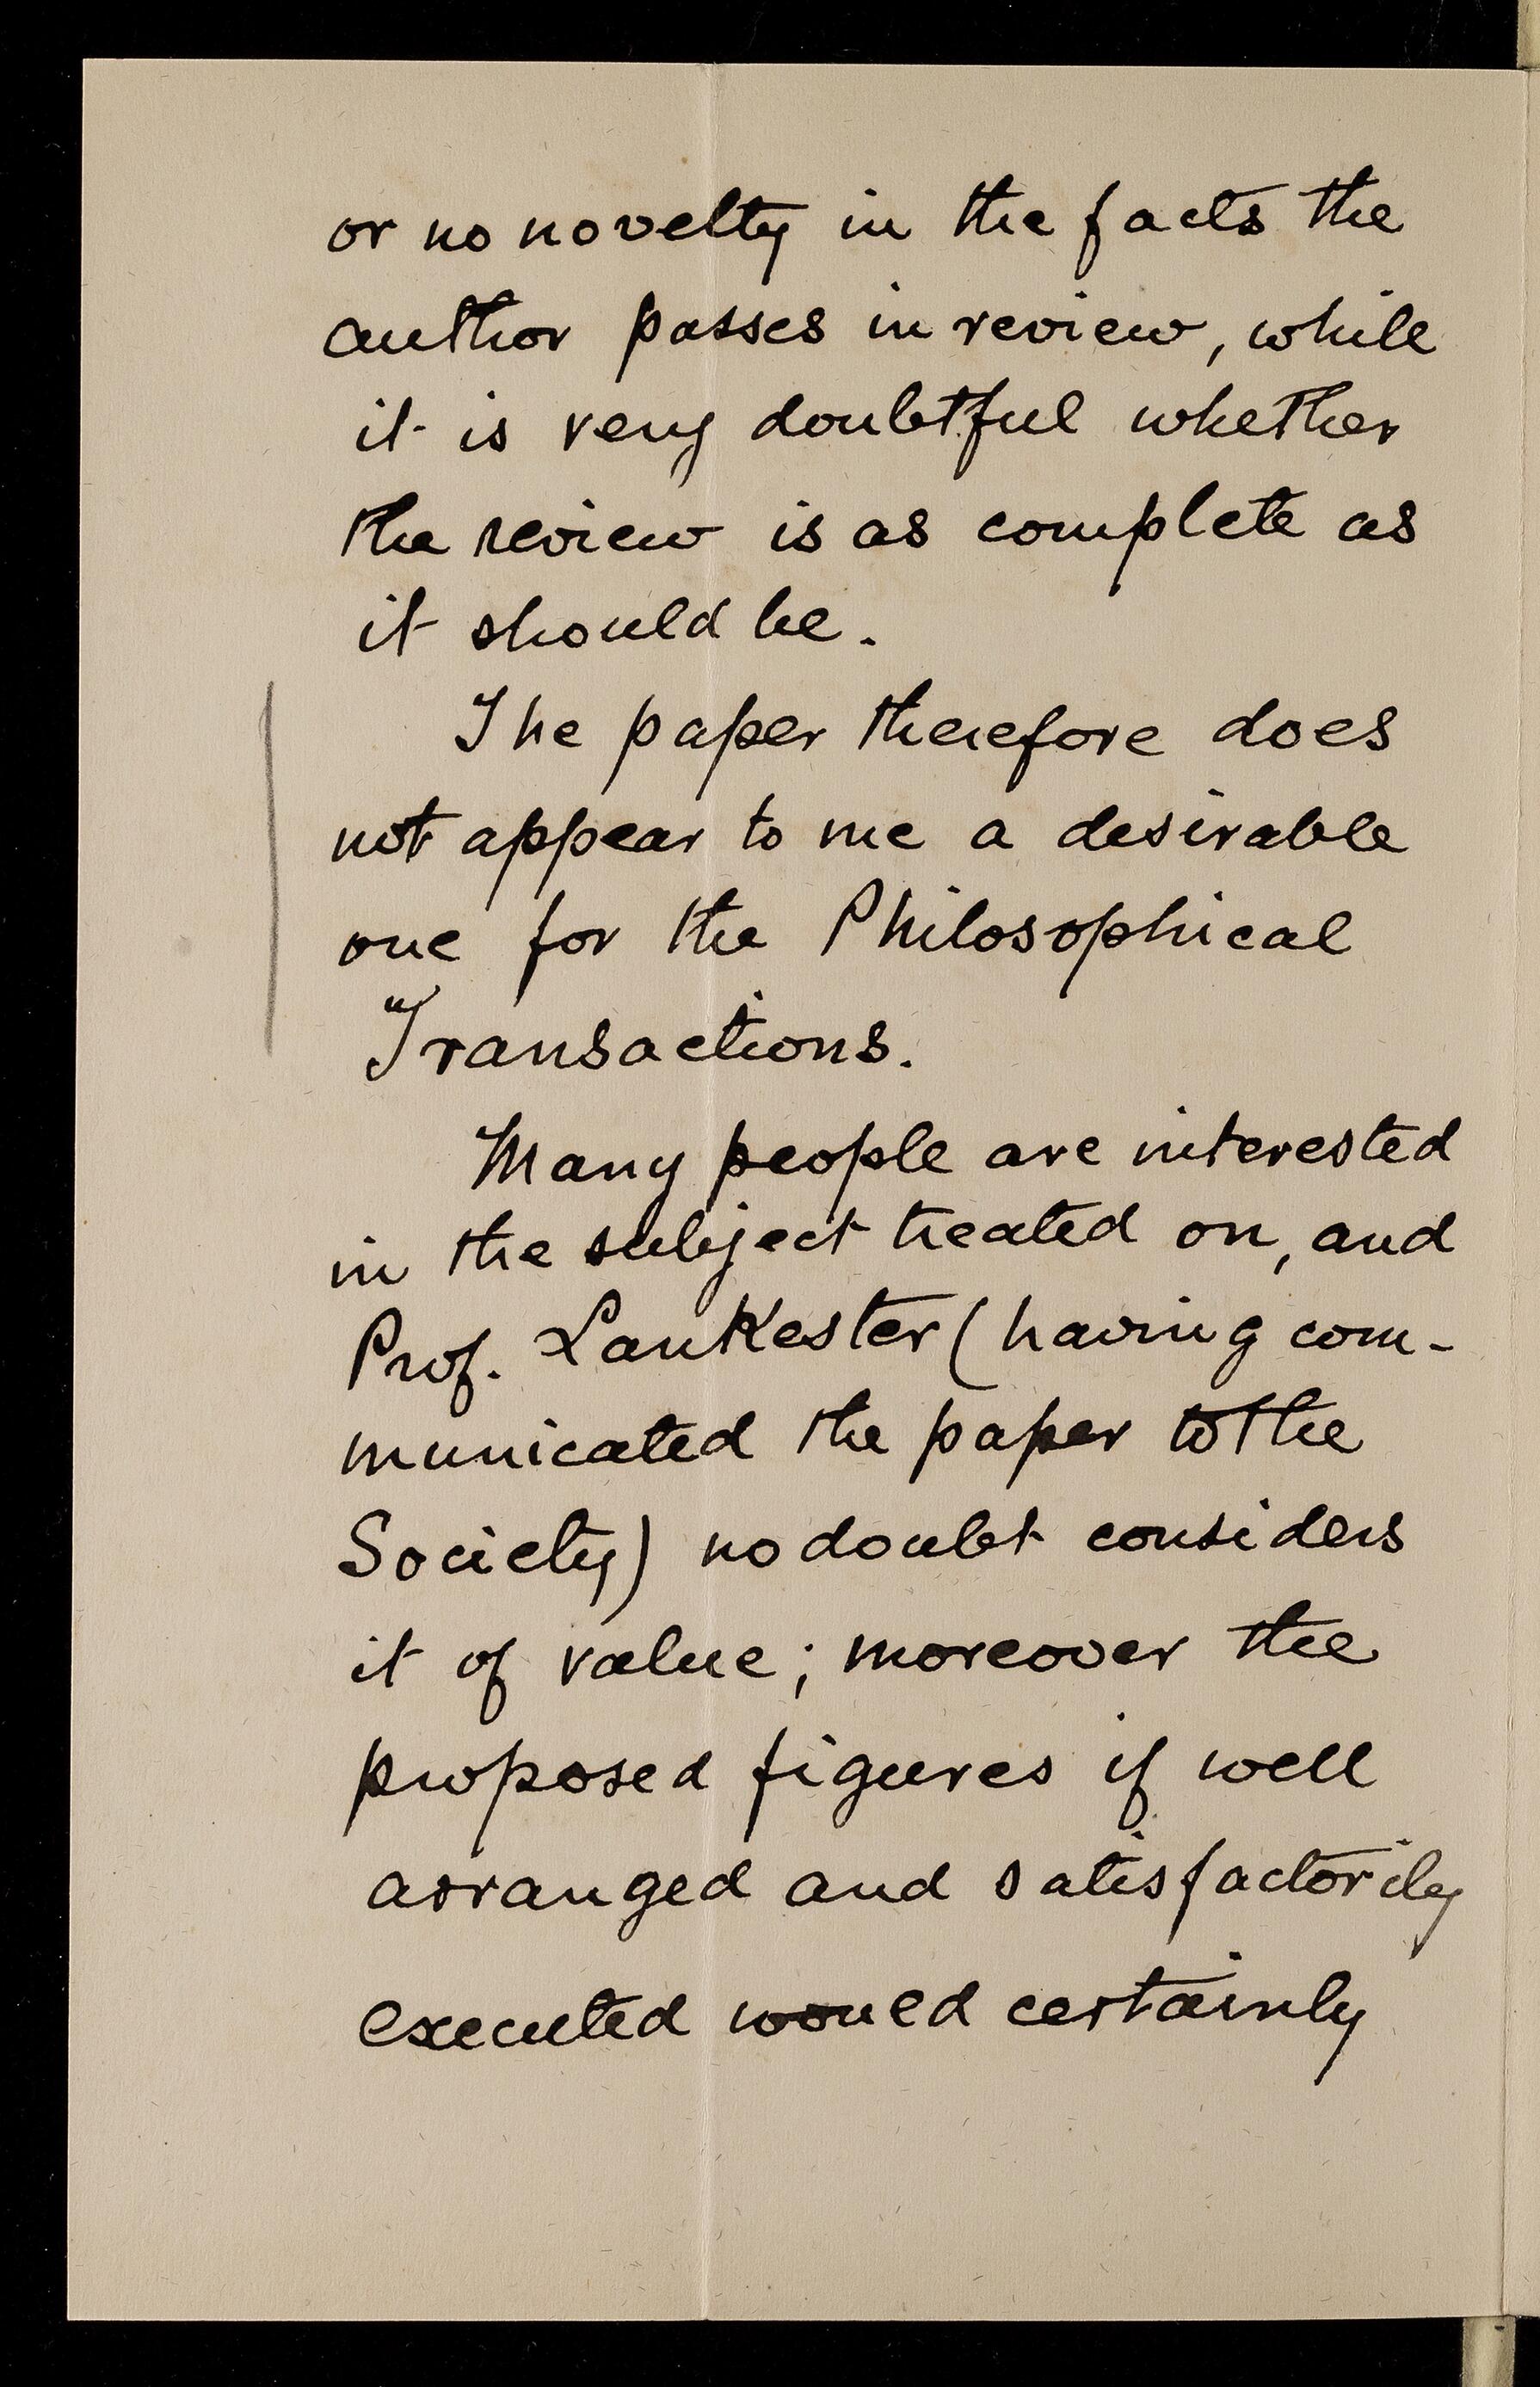 or no novelty in the facts the
author passes in review, while
it is very doubtful whether
the review is as complete as
it should be.
The paper therefore does
not appear to me a desirable
one for the Philosophical
Transactions.
Many people are interested
in the subject treated on, and
Prof. Lankester (having com-
municated the paper to the
Society) no doubt considers
it of value; moreover the
proposed figures if well
arranged and satisfactorily
executed would certainly